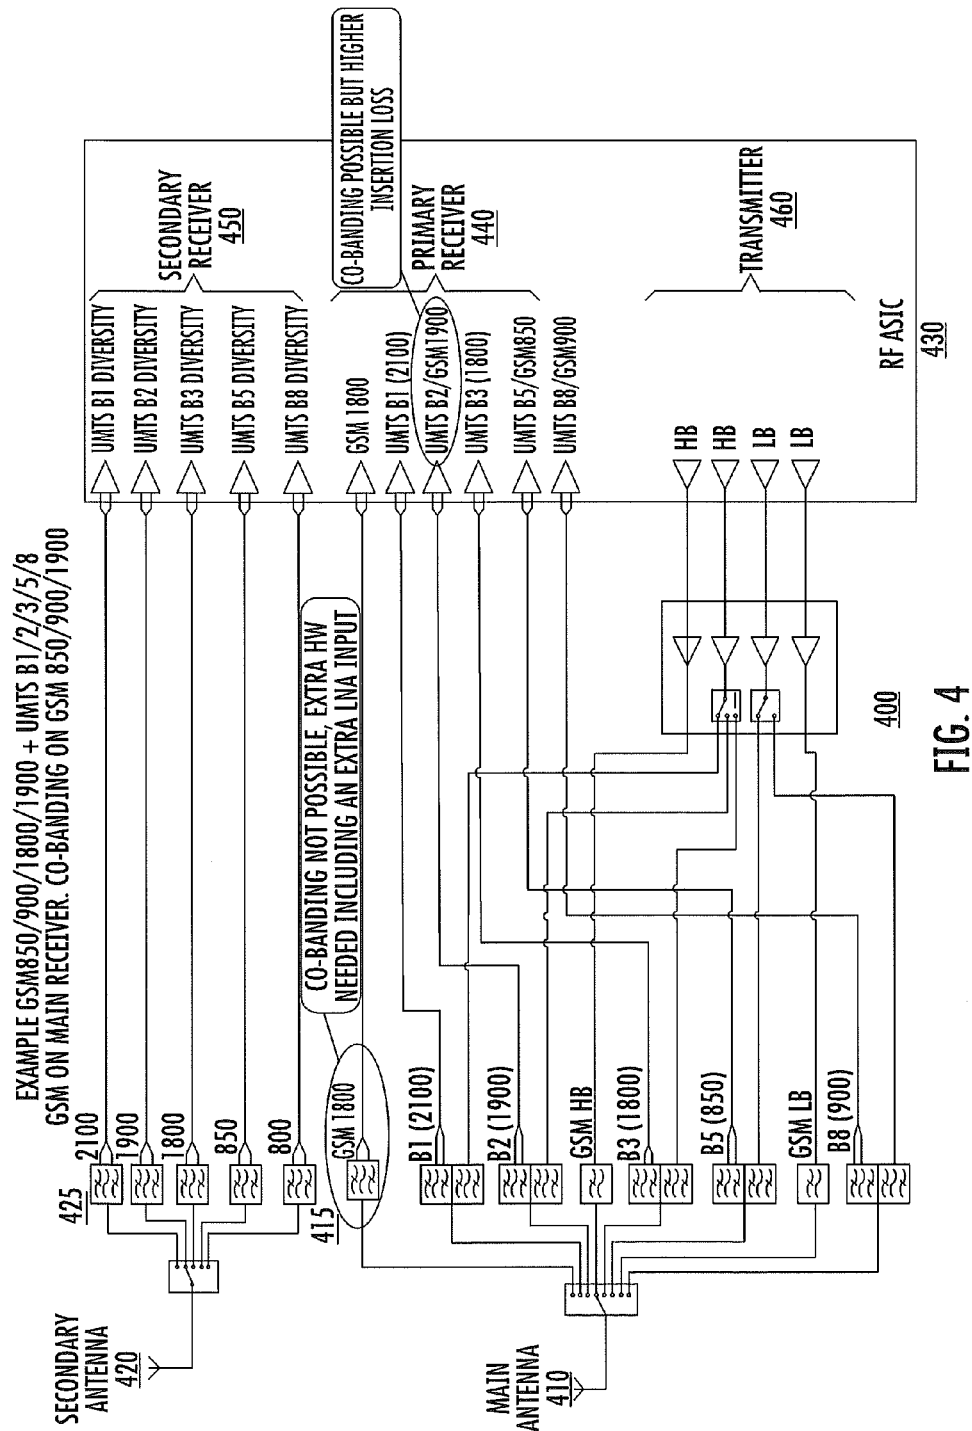 EXAMPLE GSM850/900/1800/1900 + UMTS B1/2/3/5/8
GSM ON MAIN RECEIVER. CO-BANDING ON GSM 850/900/1900
SECONDARY
ANTENNA
420
425
2100
1900
1800
850
800
UMTS B1 DIVERSITY
UMTS B2 DIVERSITY
UMTS B3 DIVERSITY
UMTS B5 DIVERSITY
UMTS B8 DIVERSITY
SECONDARY
RECEIVER
450
CO-BANDING NOT POSSIBLE, EXTRA HW
NEEDED INCLUDING AN EXTRA LNA INPUT
CO-BANDING POSSIBLE BUT HIGHER
INSERTION LOSS
415
GSM 1800
GSM 1800
UMTS B1 (2100)
UMTS B2/GSM1900
UMTS B3 (1800)
UMTS B5/GSM850
UMTS B8/GSM900
PRIMARY
RECEIVER
440
MAIN
ANTENNA
410
B1 (2100)
B2 (1900)
GSM HB
B3 (1800)
B5 (850)
GSM LB
B8 (900)
HB
HB
LB
LB
TRANSMITTER
460
400
RF ASIC
430
FIG. 4